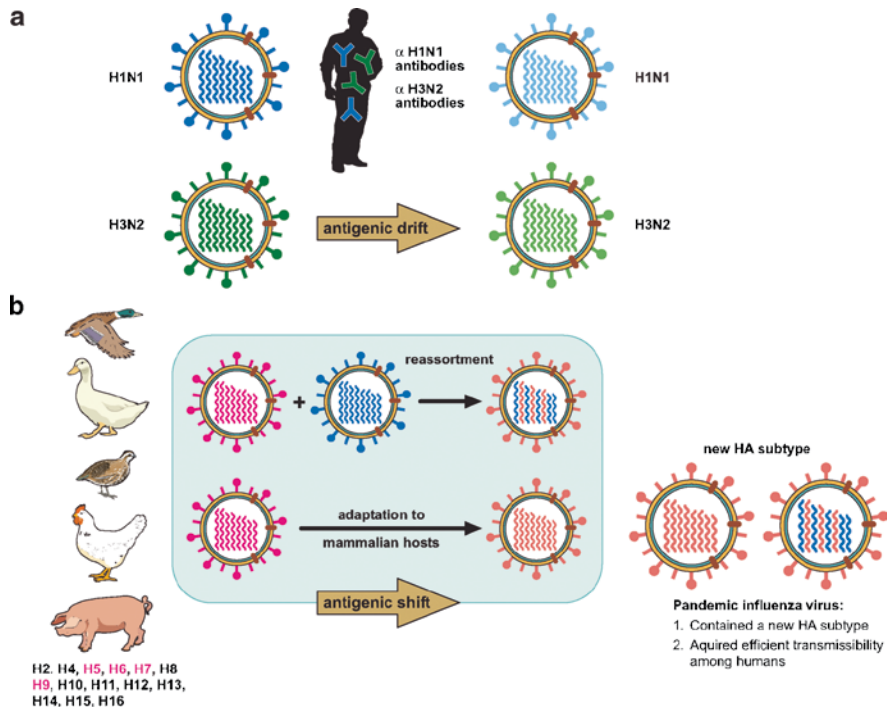 a
H1N1
α H1N1
antibodies
α H3N2
antibodies
H1N1
H3N2
antigenic drift
H3N2
b
reassortment
+
new HA subtype
adaptation to
mammalian hosts
antigenic shift
Pandemic influenza virus:
1. Contained a new HA subtype
2. Aquired efficient transmissibility
among humans
H2. H4, H5, H6, H7, H8
H9, H10, H11, H12, H13,
H14, H15, H16